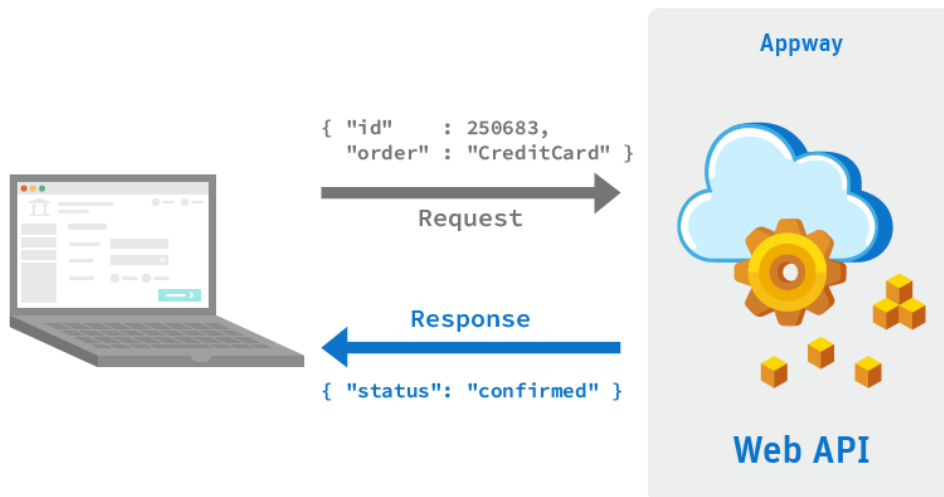 Appway
{ "id"    : 250683,
"order" : "CreditCard" }
Request
Response
{ "status": "confirmed" }
Web API